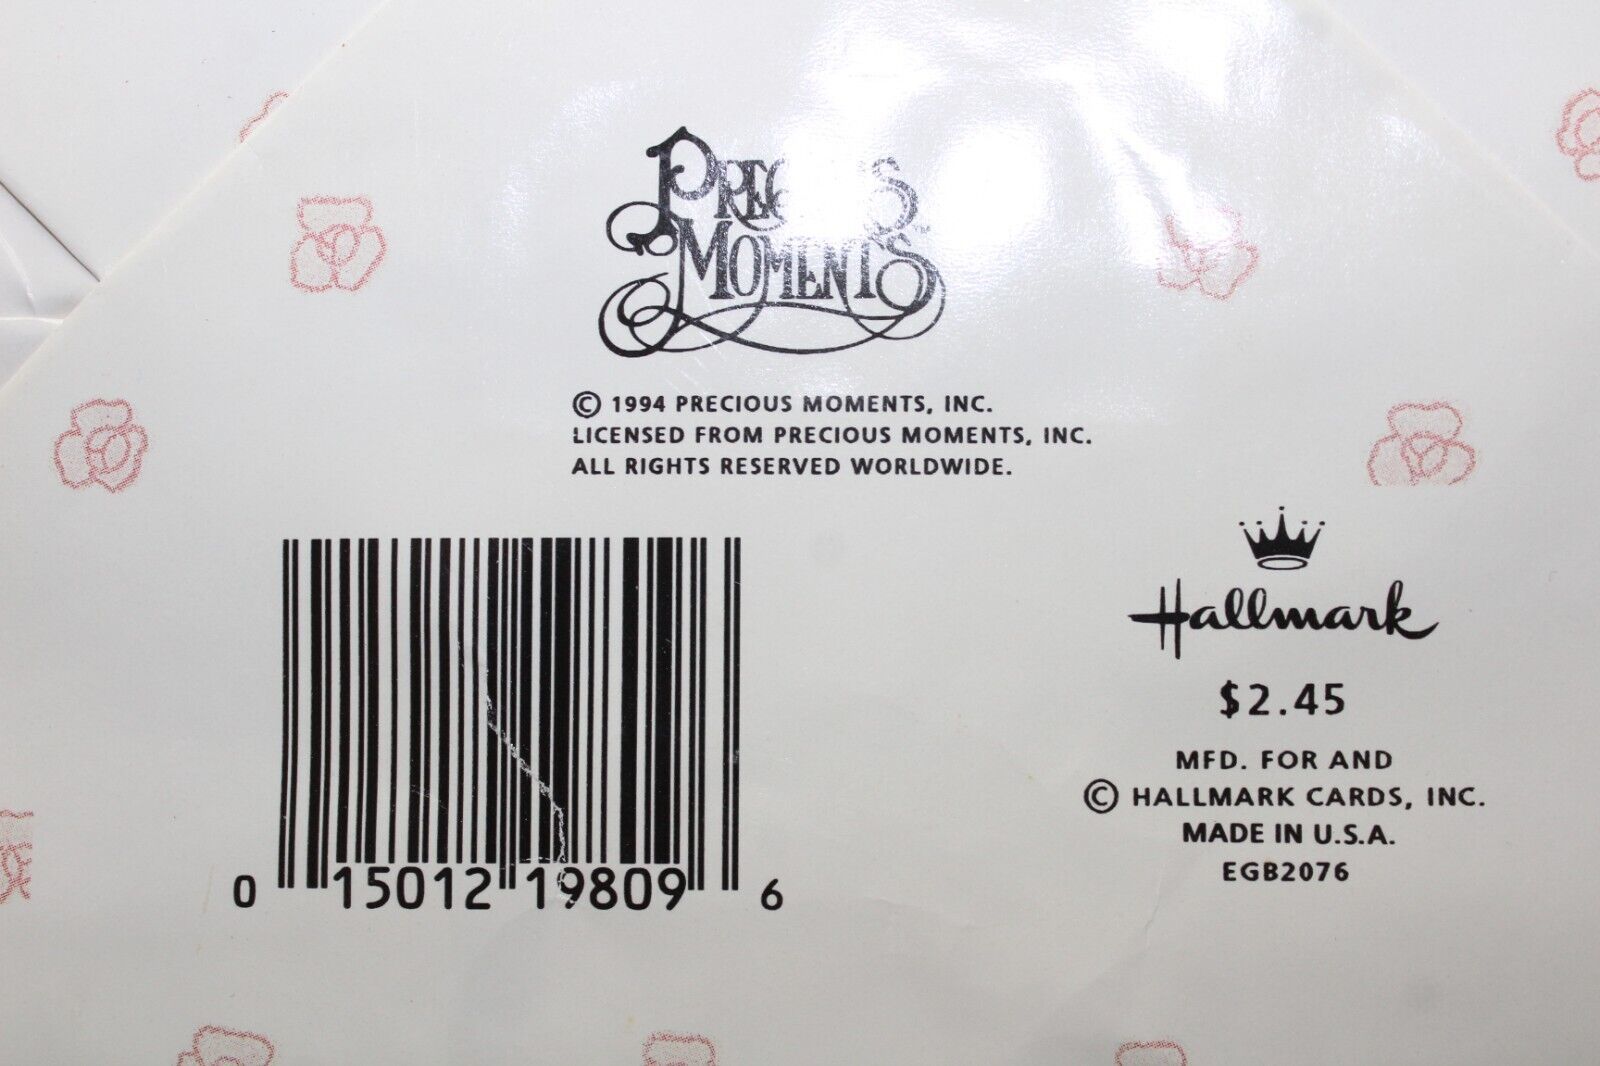 PRECIOUS
MOMENTS™
© 1994 PRECIOUS MOMENTS, INC.
LICENSED FROM PRECIOUS MOMENTS, INC.
ALL RIGHTS RESERVED WORLDWIDE.
0 15012 19809 6
Hallmark
$2.45
MFD. FOR AND
© HALLMARK CARDS, INC.
MADE IN U.S.A.
EGB2076